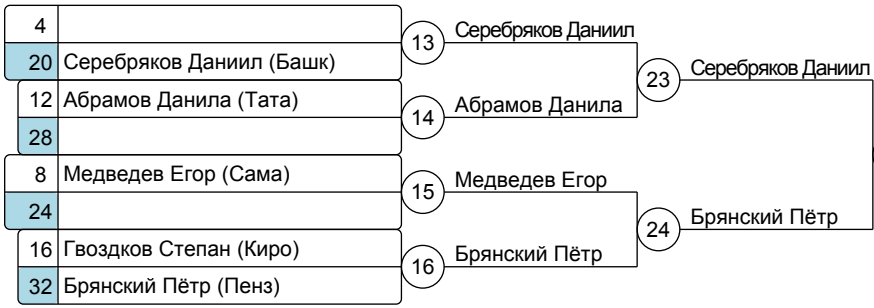 4
13 Серебряков Даниил
20 Серебряков Даниил (Башк)
23 Серебряков Даниил
12 Абрамов Данила (Тата)
14 Абрамов Данила
28
8 Медведев Егор (Сама)
15 Медведев Егор
24
24 Брянский Пётр
16 Гвоздков Степан (Киро)
16 Брянский Пётр
32 Брянский Пётр (Пенз)